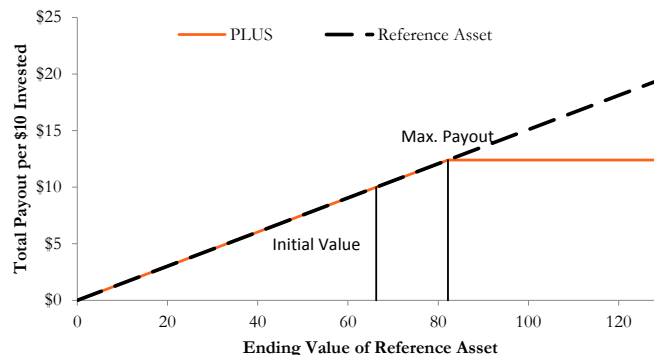 PLUS
Reference Asset
Total Payout per $10 Invested
$25
$20
$15
$10
$5
$0
Max. Payout
Initial Value
0
20
40
60
80
100
120
Ending Value of Reference Asset